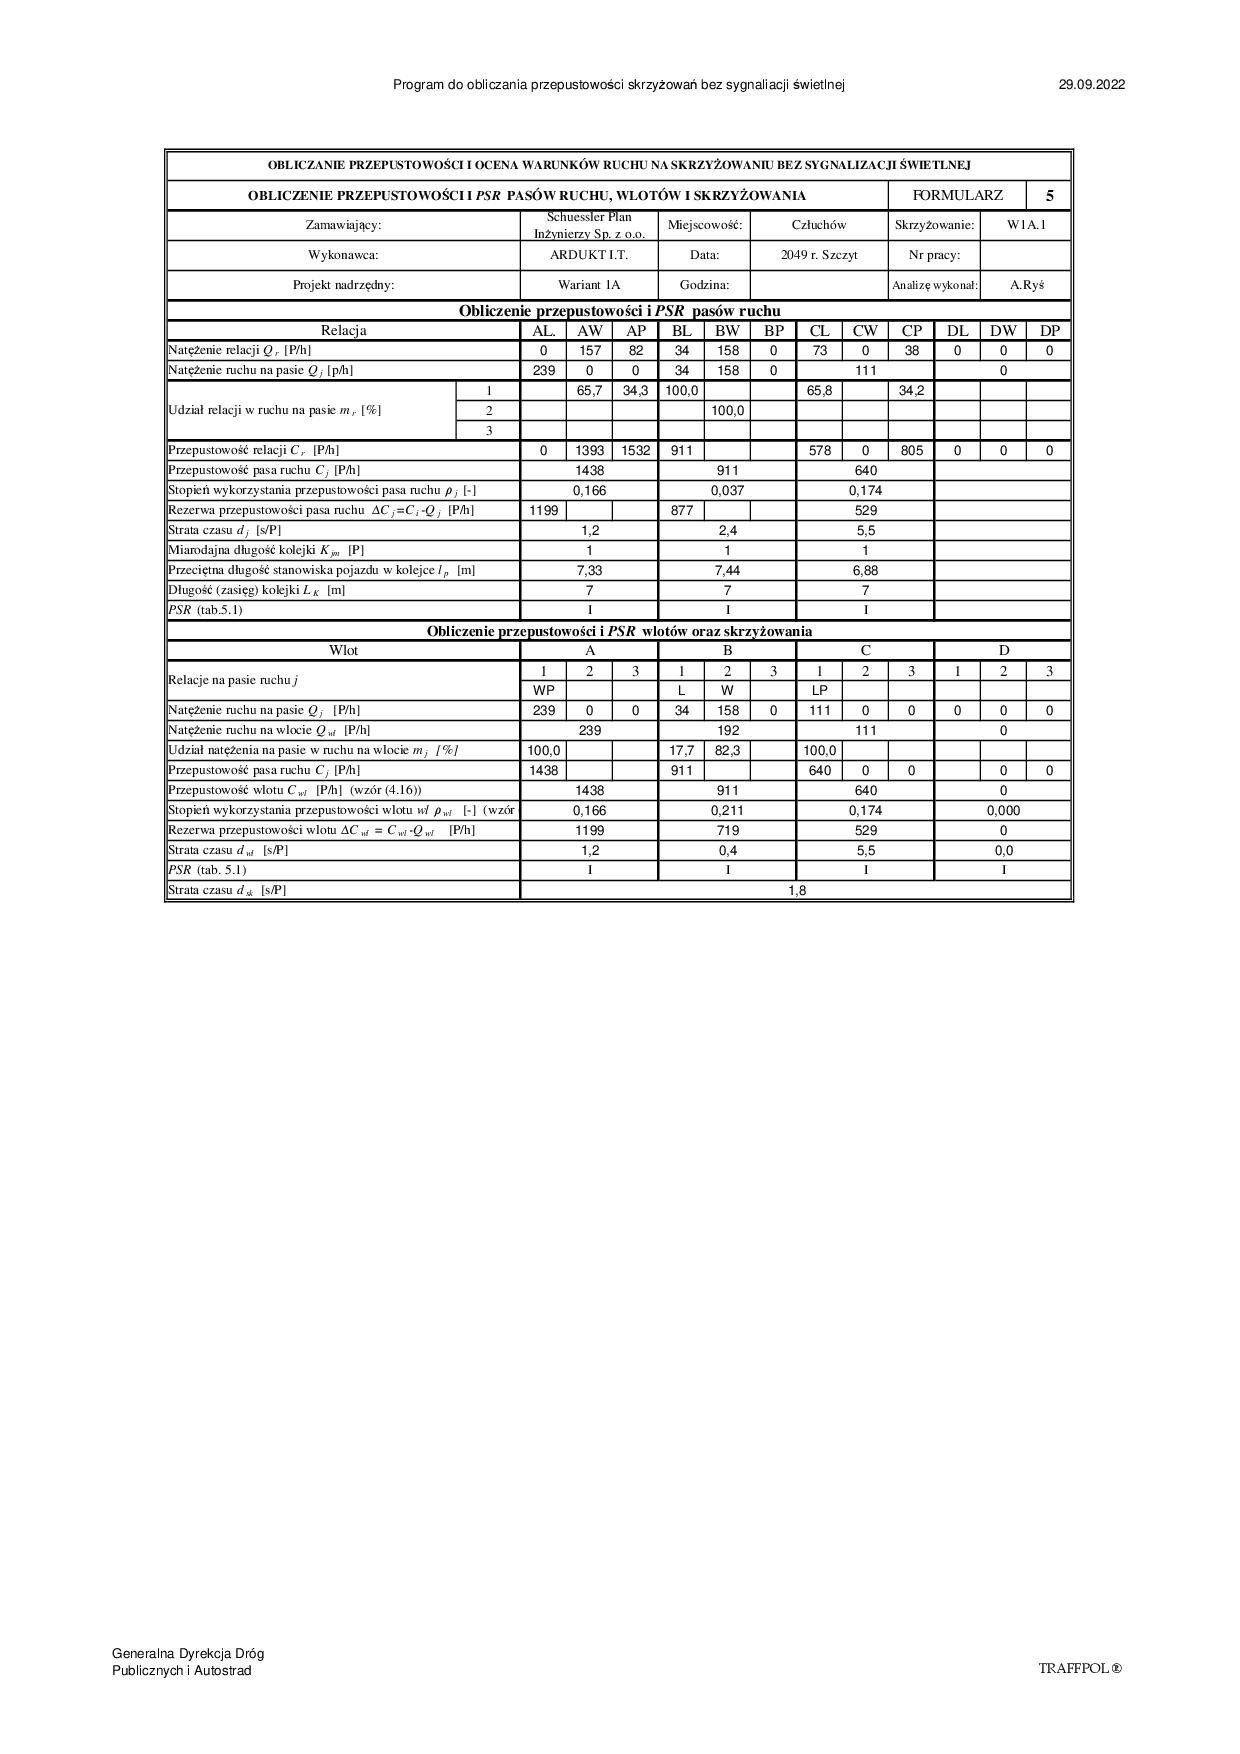 Program do obliczania przepustowości skrzyżowań bez sygnaliacji świetlnej 29.09.2022
OBLICZANIE PRZEPUSTOWOŚCI I OCENA WARUNKÓW RUCHU NA SKRZYŻOWANIU BEZ SYGNALIZACJI ŚWIETLNEJ
OBLICZENIE PRZEPUSTOWOŚCI I PSR PASÓW RUCHU, WLOTÓW I SKRZYŻOWANIA FORMULARZ 5
Zamawiający: Schuessler Plan Inżynierzy Sp. z o.o. Miejscowość: Człuchów Skrzyżowanie: W1A.1
Wykonawca: ARDUKT I.T. Data: 2049 r. Szczyt Nr pracy:
Projekt nadrzędny: Wariant 1A Godzina: Analizę wykonał: A.Ryś
Obliczenie przepustowości i PSR pasów ruchu
Relacja AL. AW AP BL BW BP CL CW CP DL DW DP
Natężenie relacji Q r [P/h] 0 157 82 34 158 0 73 0 38 0 0 0
Natężenie ruchu na pasie Q j [p/h] 239 0 0 34 158 0 111 0
Udział relacji w ruchu na pasie m r [%] 1 65,7 34,3 100,0 65,8 34,2
2 100,0
3
Przepustowość relacji C r [P/h] 0 1393 1532 911 578 0 805 0 0 0
Przepustowość pasa ruchu C j [P/h] 1438 911 640
Stopień wykorzystania przepustowości pasa ruchu ρ j [-] 0,166 0,037 0,174
Rezerwa przepustowości pasa ruchu ΔC j=C i-Q j [P/h] 1199 877 529
Strata czasu d j [s/P] 1,2 2,4 5,5
Miarodajna długość kolejki K jm [P] 1 1 1
Przeciętna długość stanowiska pojazdu w kolejce l p [m] 7,33 7,44 6,88
Długość (zasięg) kolejki L K [m] 7 7 7
PSR (tab.5.1) I I I
Obliczenie przepustowości i PSR wlotów oraz skrzyżowania
Wlot A B C D
Relacje na pasie ruchu j 1 2 3 1 2 3 1 2 3 1 2 3
WP L W LP
Natężenie ruchu na pasie Q j [P/h] 239 0 0 34 158 0 111 0 0 0 0 0
Natężenie ruchu na wlocie Q wl [P/h] 239 192 111 0
Udział natężenia na pasie w ruchu na wlocie m j [%] 100,0 17,7 82,3 100,0
Przepustowość pasa ruchu C j [P/h] 1438 911 640 0 0 0 0
Przepustowość wlotu C wl [P/h] (wzór (4.16)) 1438 911 640 0
Stopień wykorzystania przepustowości wlotu wl ρ wl [-] (wzór 0,166 0,211 0,174 0,000
Rezerwa przepustowości wlotu ΔC wl = C wl-Q wl [P/h] 1199 719 529 0
Strata czasu d wl [s/P] 1,2 0,4 5,5 0,0
PSR (tab. 5.1) I I I I
Strata czasu d sk [s/P] 1,8
Generalna Dyrekcja Dróg
Publicznych i Autostrad TRAFFPOL ®